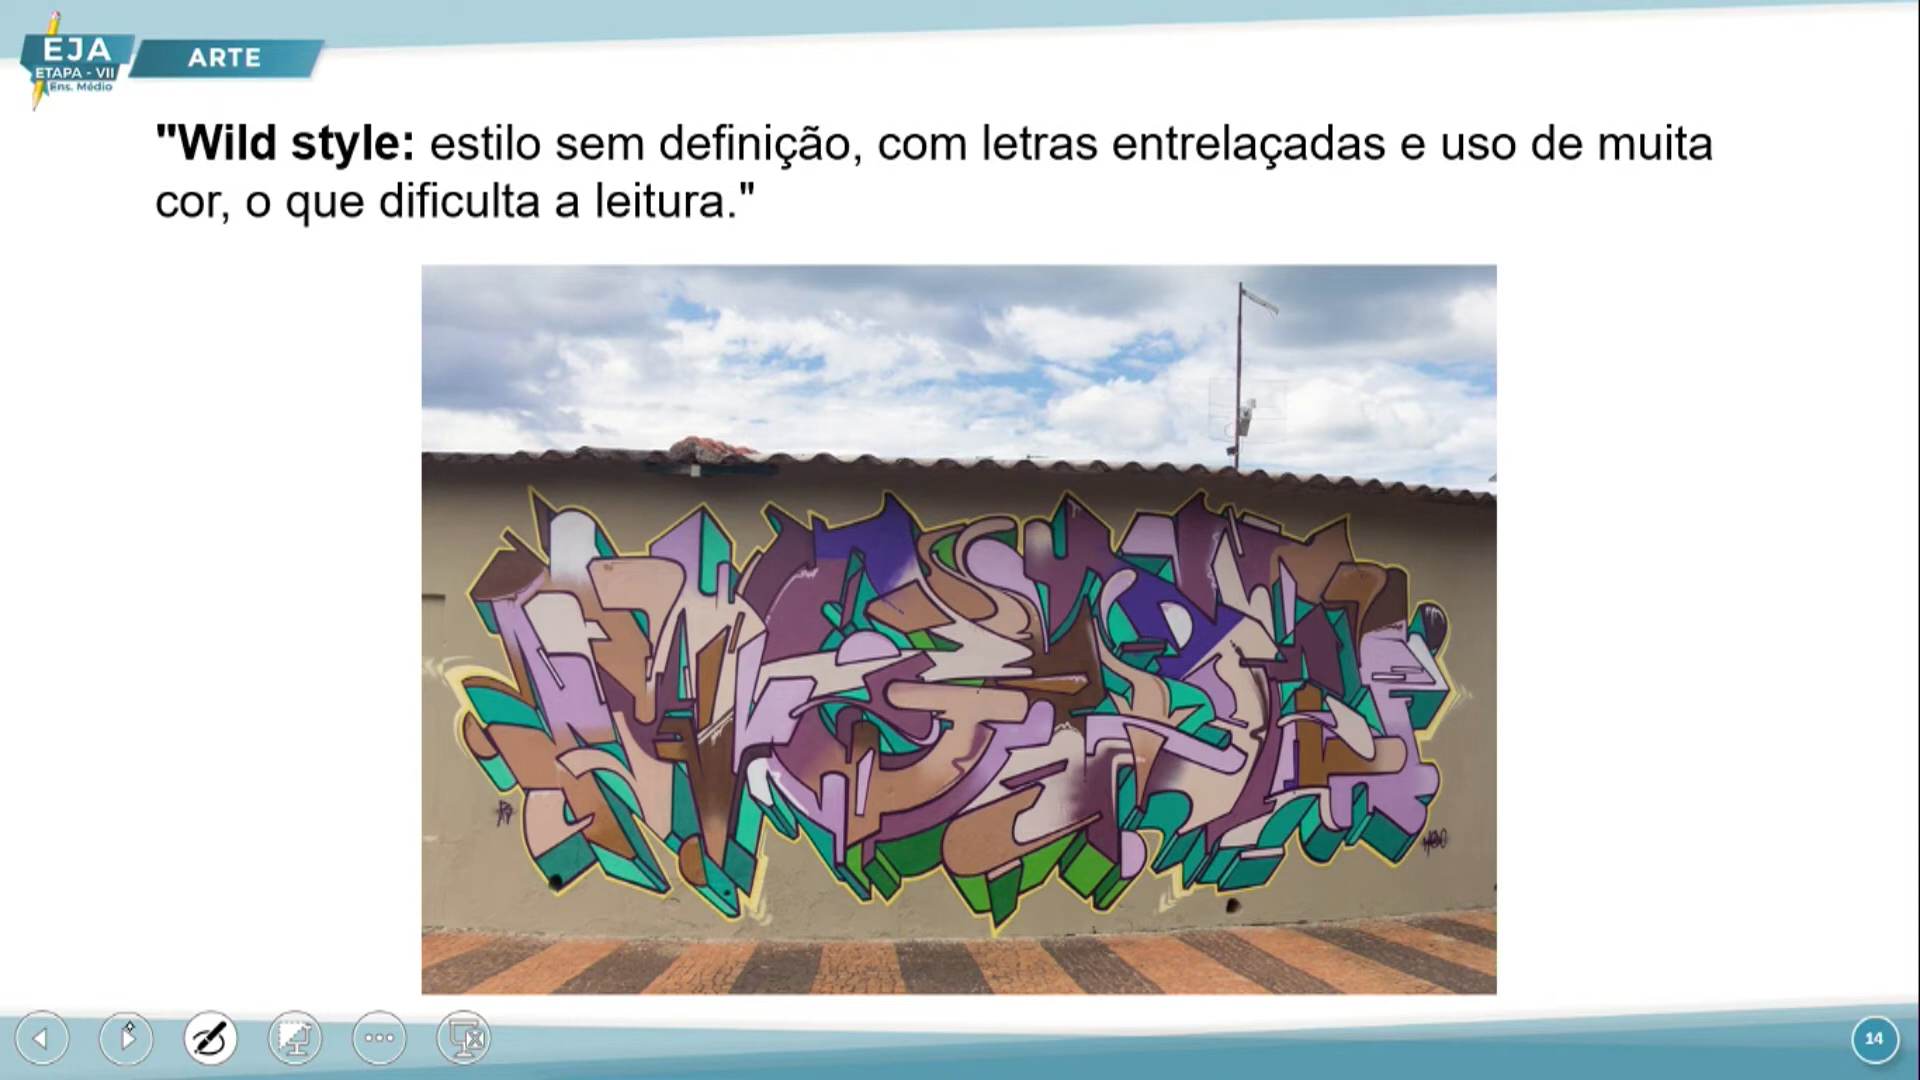 EJA
ETAPA - VII
Ens. Médio
ARTE
"Wild style: estilo sem definição, com letras entrelaçadas e uso de muita
cor, o que dificulta a leitura."
14